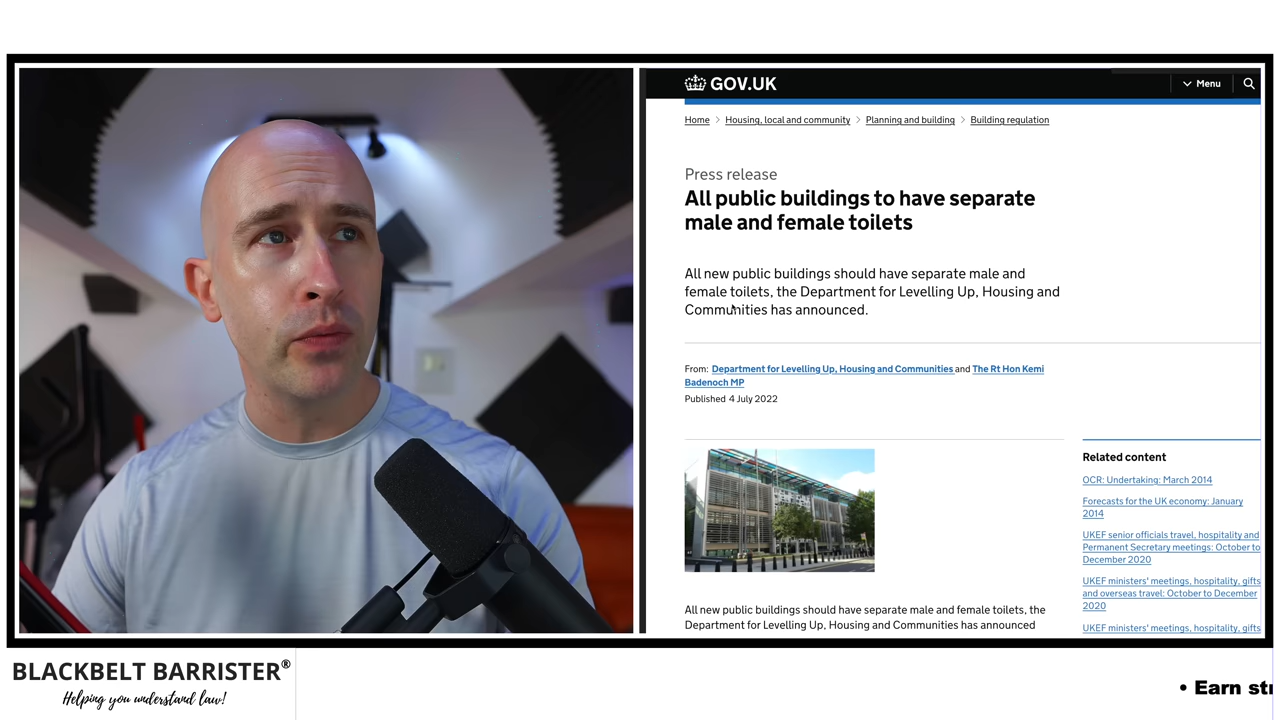 GOV.UK
Menu
Home > Housing, local and community > Planning and building > Building regulation
Press release
All public buildings to have separate
male and female toilets
All new public buildings should have separate male and
female toilets, the Department for Levelling Up, Housing and
Communities has announced.
From: Department for Levelling Up, Housing and Communities and The Rt Hon Kemi
Badenoch MP
Published 4 July 2022
Related content
OCR: Undertaking: March 2014
Forecasts for the UK economy: January
2014
UKEF senior officials travel, hospitality and
Permanent Secretary meetings: October to
December 2020
UKEF ministers' meetings, hospitality, gifts
and overseas travel: October to December
2020
UKEF ministers' meetings, hospitality, gifts
All new public buildings should have separate male and female toilets, the
Department for Levelling Up, Housing and Communities has announced
BLACKBELT BARRISTER®
Helping you understand law!
• Earn